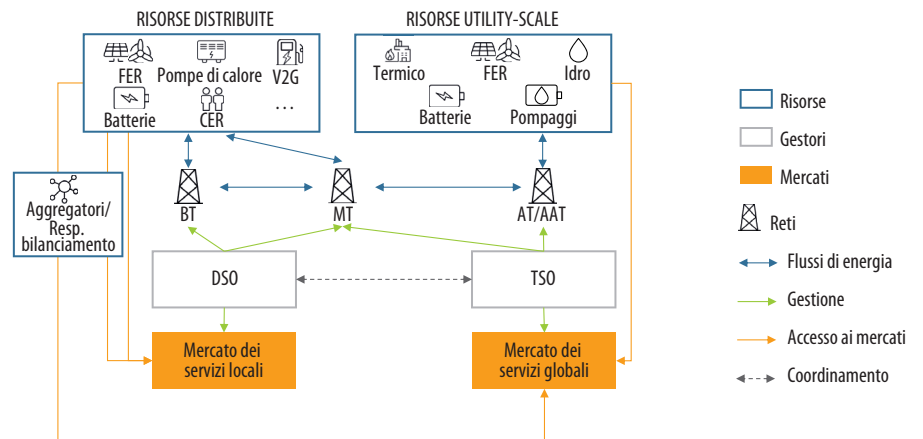 RISORSE DISTRIBUITE
RISORSE UTILITY-SCALE
FER
Pompe di calore
V2G
Batterie
CER
...
Termico
FER
Idro
Batterie
Pompaggi
Aggregatori/
Resp.
bilanciamento
BT
MT
AT/AAT
DSO
TSO
Mercato dei
servizi locali
Mercato dei
servizi globali
Risorse
Gestori
Mercati
Reti
Flussi di energia
Gestione
Accesso ai mercati
Coordinamento